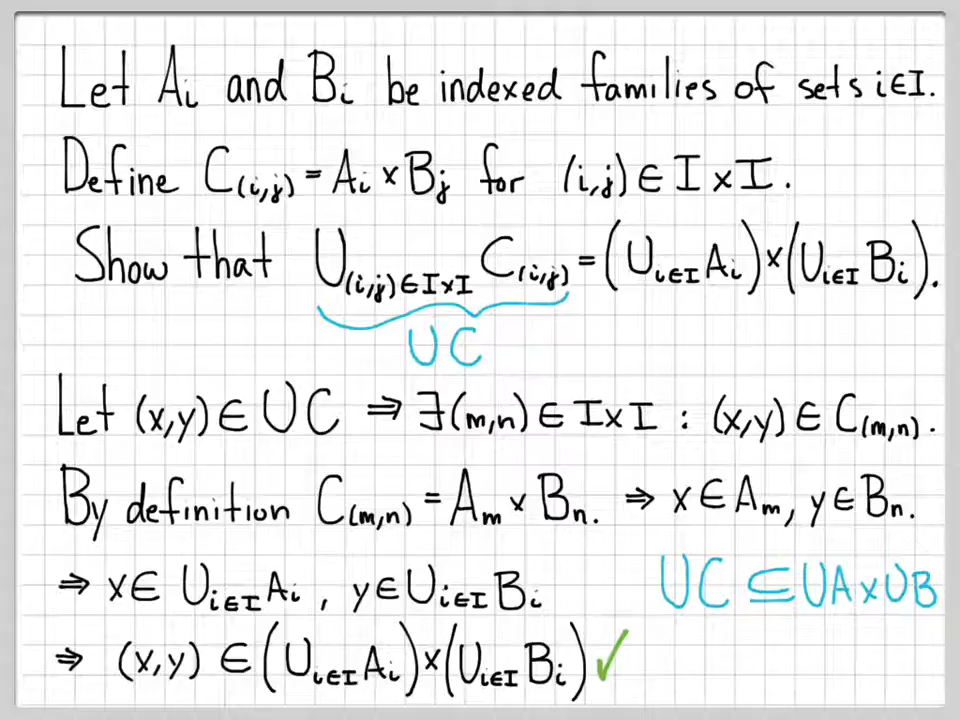 Let Aᵢ and Bᵢ be indexed families of sets i∈I.
Define C₍ᵢ,ⱼ₎ = Aᵢ × Bⱼ for (i,j) ∈ I × I.
Show that ∪₍ᵢ,ⱼ₎∈I×I C₍ᵢ,ⱼ₎ = (∪i∈I Aᵢ) × (∪i∈I Bᵢ).
∪C
Let (x,y) ∈ ∪C ⇒ ∃(m,n) ∈ I×I : (x,y) ∈ C(m,n).
By definition C(m,n) = Aₘ × Bₙ. ⇒ x ∈ Aₘ, y ∈ Bₙ.
⇒ x ∈ ∪i∈I Aᵢ, y ∈ ∪i∈I Bᵢ
∪C ⊆ ∪A×∪B
⇒ (x,y) ∈ (∪i∈I Aᵢ) × (∪i∈I Bᵢ) ✓